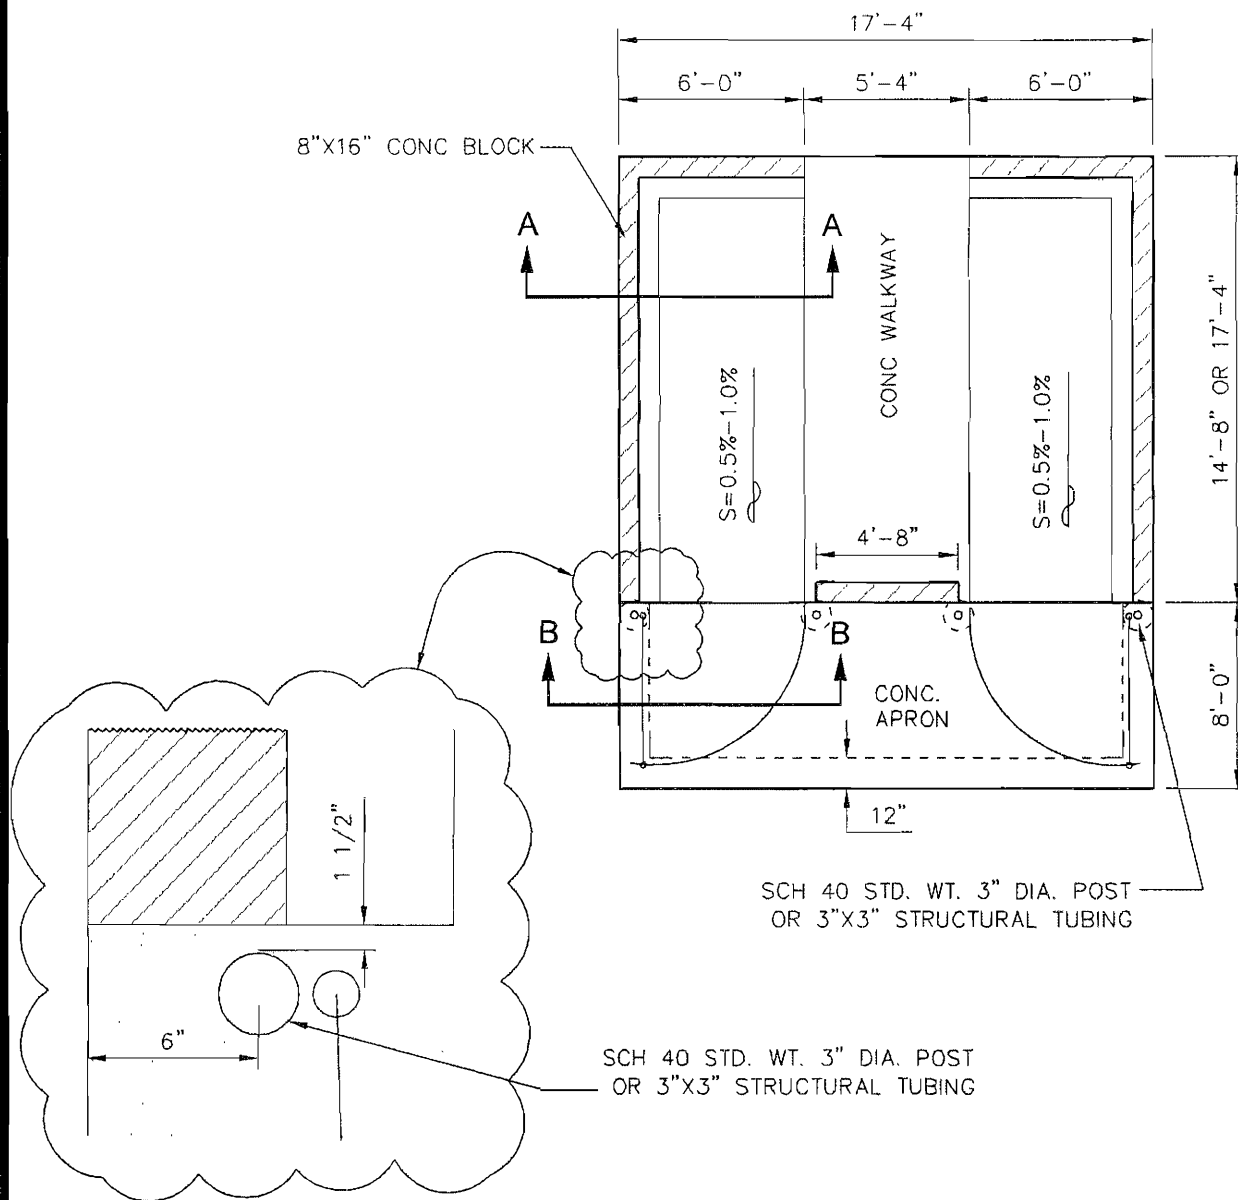 17'-4"
6'-0"
5'-4"
6'-0"
8"X16" CONC BLOCK
A
A
CONC WALKWAY
14'-8" OR 17'-4"
S=0.5%-1.0%
S=0.5%-1.0%
4'-8"
B
B
CONC.
APRON
8'-0"
12"
1 1/2"
SCH 40 STD. WT. 3" DIA. POST
OR 3"X3" STRUCTURAL TUBING
6"
SCH 40 STD. WT. 3" DIA. POST
OR 3"X3" STRUCTURAL TUBING